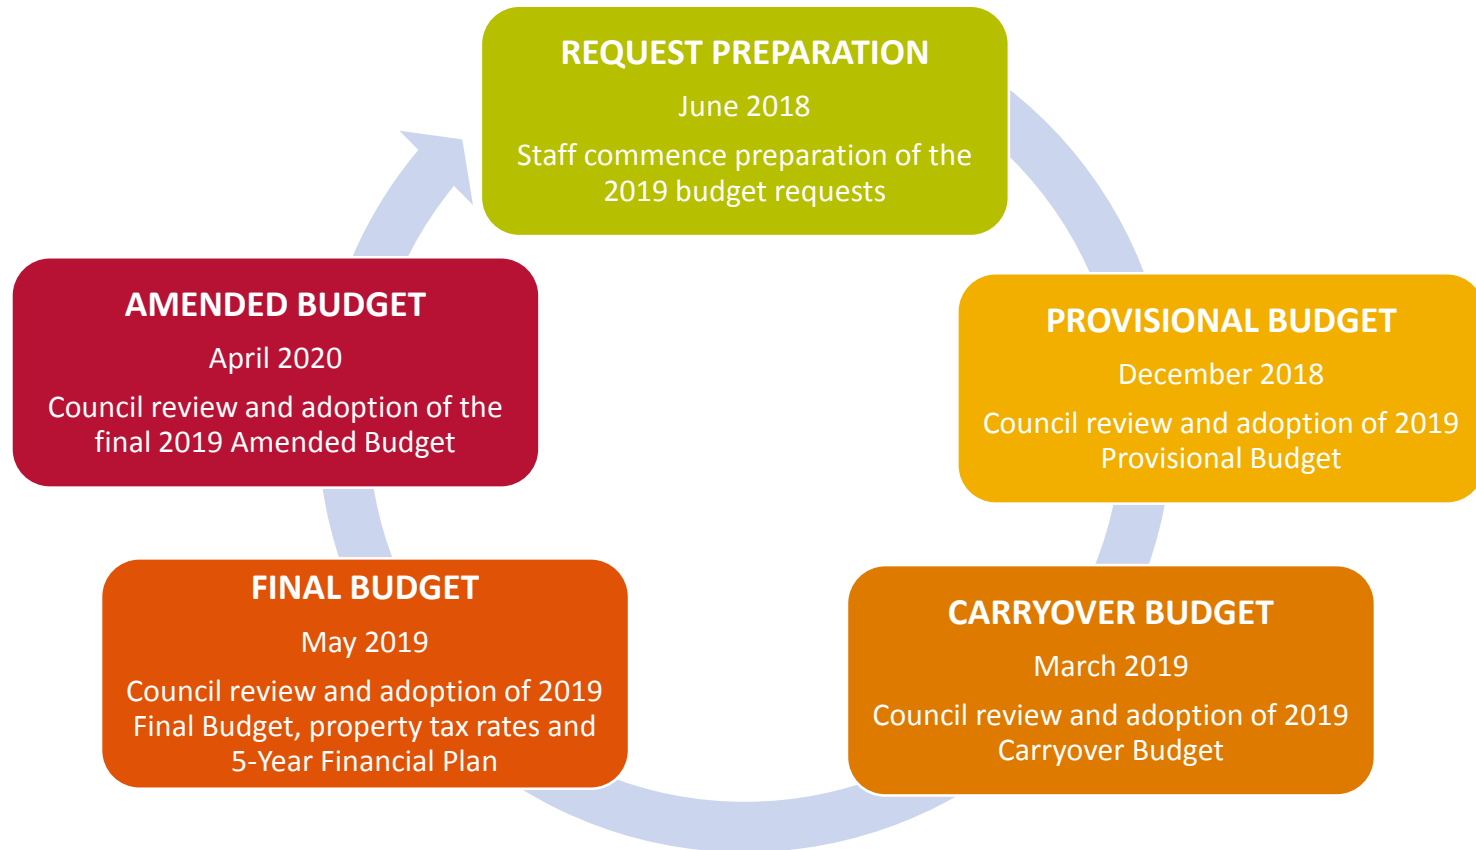 REQUEST PREPARATION
June 2018
Staff commence preparation of the
2019 budget requests
PROVISIONAL BUDGET
December 2018
Council review and adoption of 2019
Provisional Budget
CARRYOVER BUDGET
March 2019
Council review and adoption of 2019
Carryover Budget
FINAL BUDGET
May 2019
Council review and adoption of 2019
Final Budget, property tax rates and
5-Year Financial Plan
AMENDED BUDGET
April 2020
Council review and adoption of the
final 2019 Amended Budget